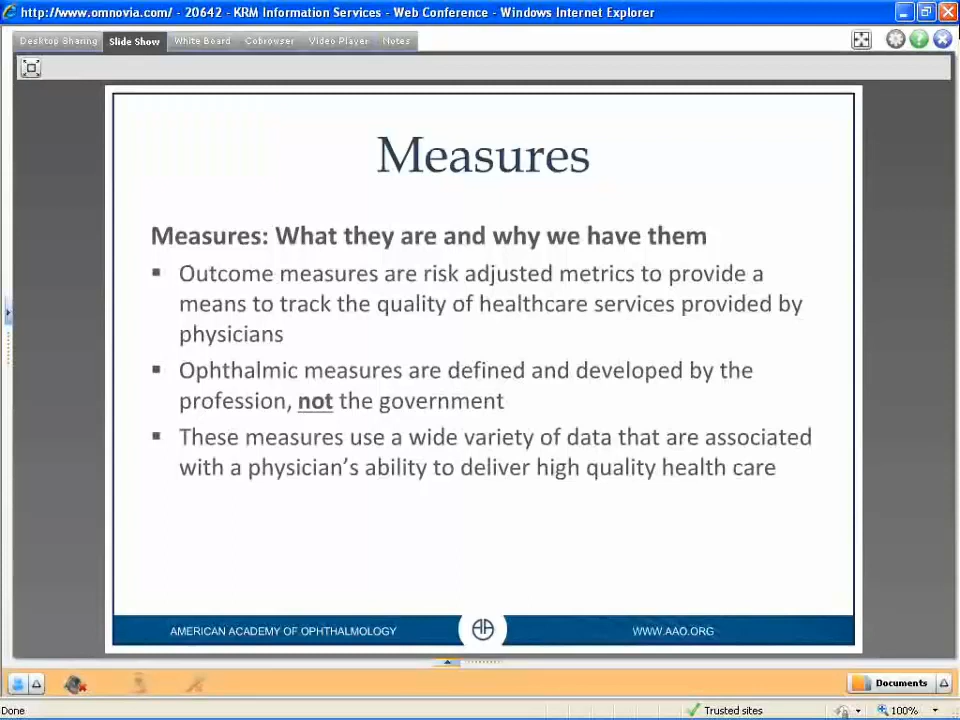 http://www.omnovia.com/ - 20642 - KRM Information Services - Web Conference - Windows Internet Explorer
Desktop Sharing Slide Show White Board Cobrowser Video Player Notes
Measures
Measures: What they are and why we have them
▪ Outcome measures are risk adjusted metrics to provide a
means to track the quality of healthcare services provided by
physicians
▪ Ophthalmic measures are defined and developed by the
profession, not the government
▪ These measures use a wide variety of data that are associated
with a physician's ability to deliver high quality health care
AMERICAN ACADEMY OF OPHTHALMOLOGY WWW.AAO.ORG
Documents
Done Trusted sites 100%